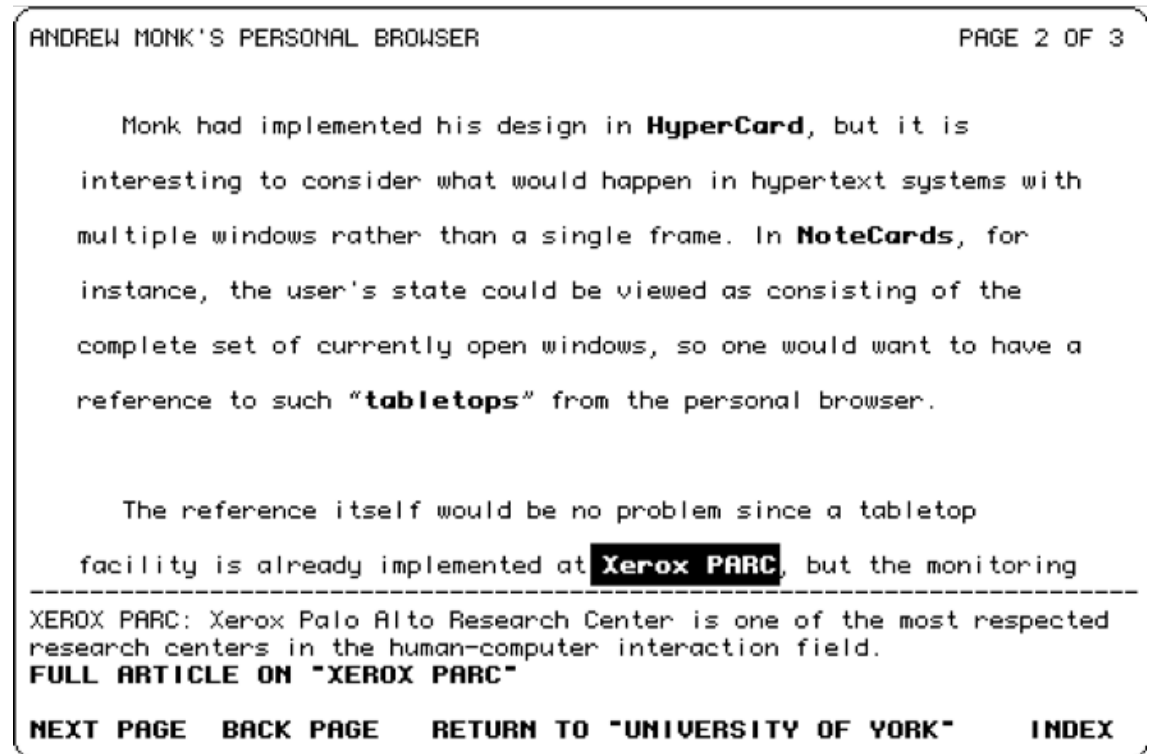 ANDREW MONK'S PERSONAL BROWSER PAGE 2 OF 3
Monk had implemented his design in HyperCard, but it is
interesting to consider what would happen in hypertext systems with
multiple windows rather than a single frame. In NoteCards, for
instance, the user's state could be viewed as consisting of the
complete set of currently open windows, so one would want to have a
reference to such "tabletops" from the personal browser.
The reference itself would be no problem since a tabletop
facility is already implemented at Xerox PARC, but the monitoring
XEROX PARC: Xerox Palo Alto Research Center is one of the most respected
research centers in the human-computer interaction field.
FULL ARTICLE ON "XEROX PARC"
NEXT PAGE BACK PAGE RETURN TO "UNIVERSITY OF YORK" INDEX